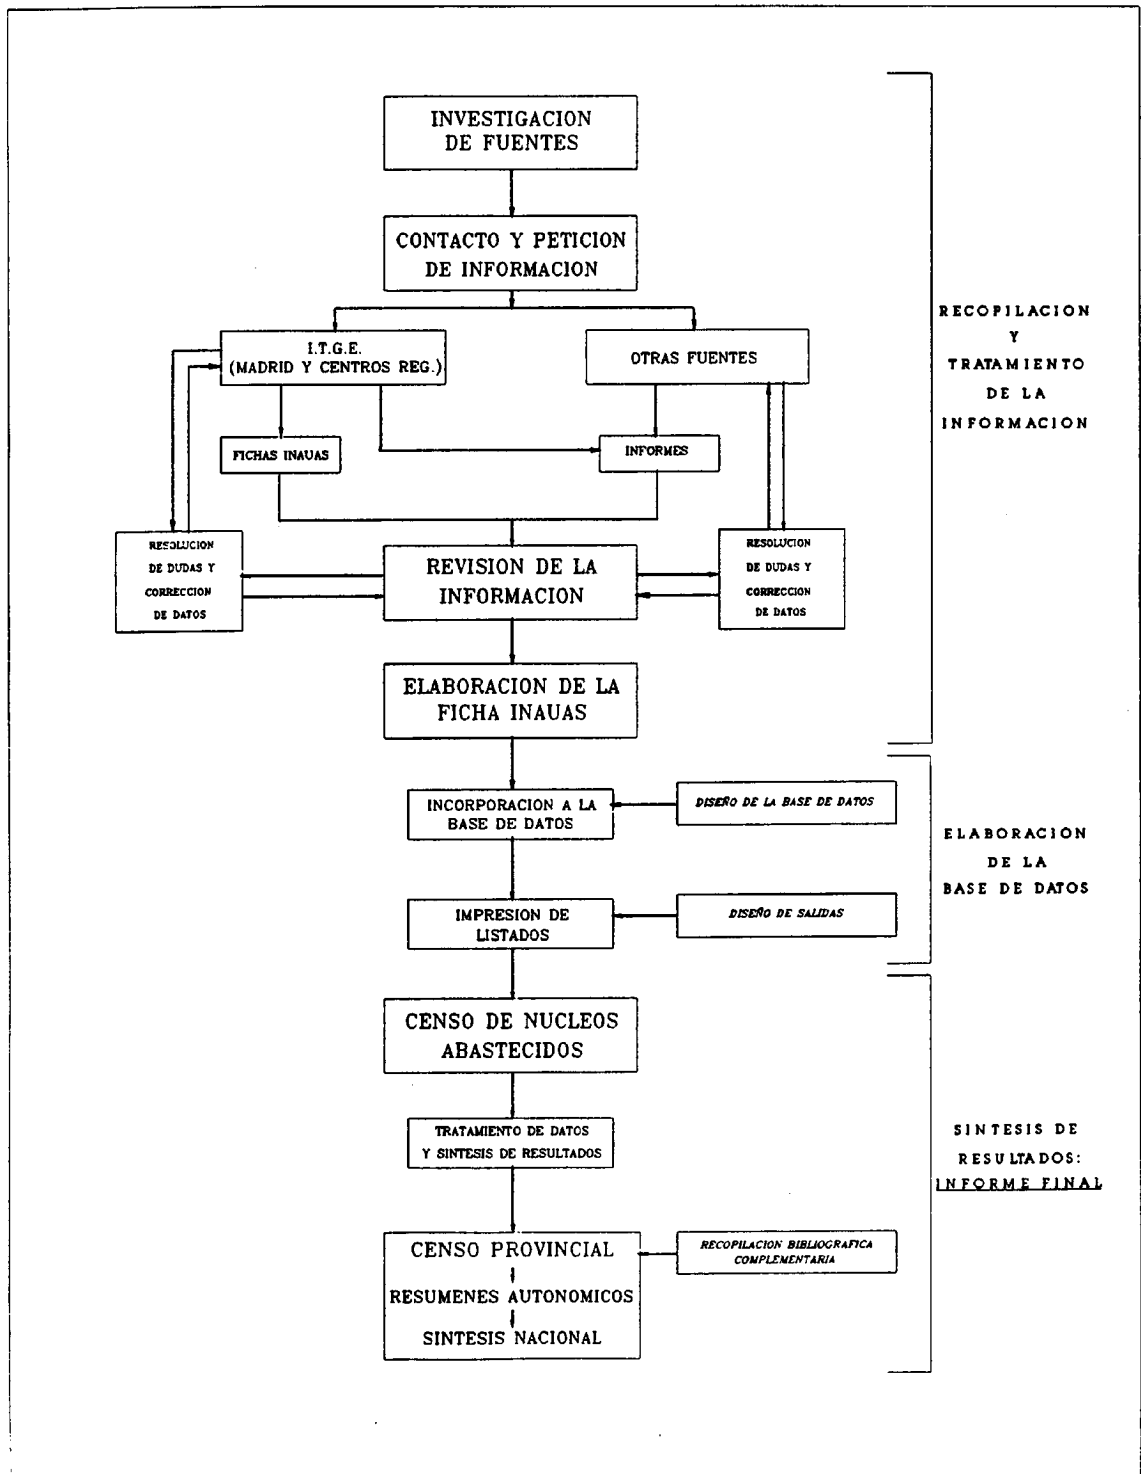 INVESTIGACION
DE FUENTES
CONTACTO Y PETICION
DE INFORMACION
I.T.G.E.
(MADRID Y CENTROS REG.)
OTRAS FUENTES
FICHAS INAUAS
INFORMES
RESOLUCION
DE DUDAS Y
CORRECCION
DE DATOS
REVISION DE LA
INFORMACION
RESOLUCION
DE DUDAS Y
CORRECCION
DE DATOS
ELABORACION DE LA
FICHA INAUAS
RECOPILACION
Y
TRATAMIENTO
DE LA
INFORMACION
INCORPORACION A LA
BASE DE DATOS
DISEÑO DE LA BASE DE DATOS
IMPRESION DE
LISTADOS
DISEÑO DE SALIDAS
ELABORACION
DE LA
BASE DE DATOS
CENSO DE NUCLEOS
ABASTECIDOS
TRATAMIENTO DE DATOS
Y SINTESIS DE RESULTADOS
CENSO PROVINCIAL
RESUMENES AUTONOMICOS
SINTESIS NACIONAL
RECOPILACION BIBLIOGRAFICA
COMPLEMENTARIA
SINTESIS DE
RESULTADOS:
INFORME FINAL